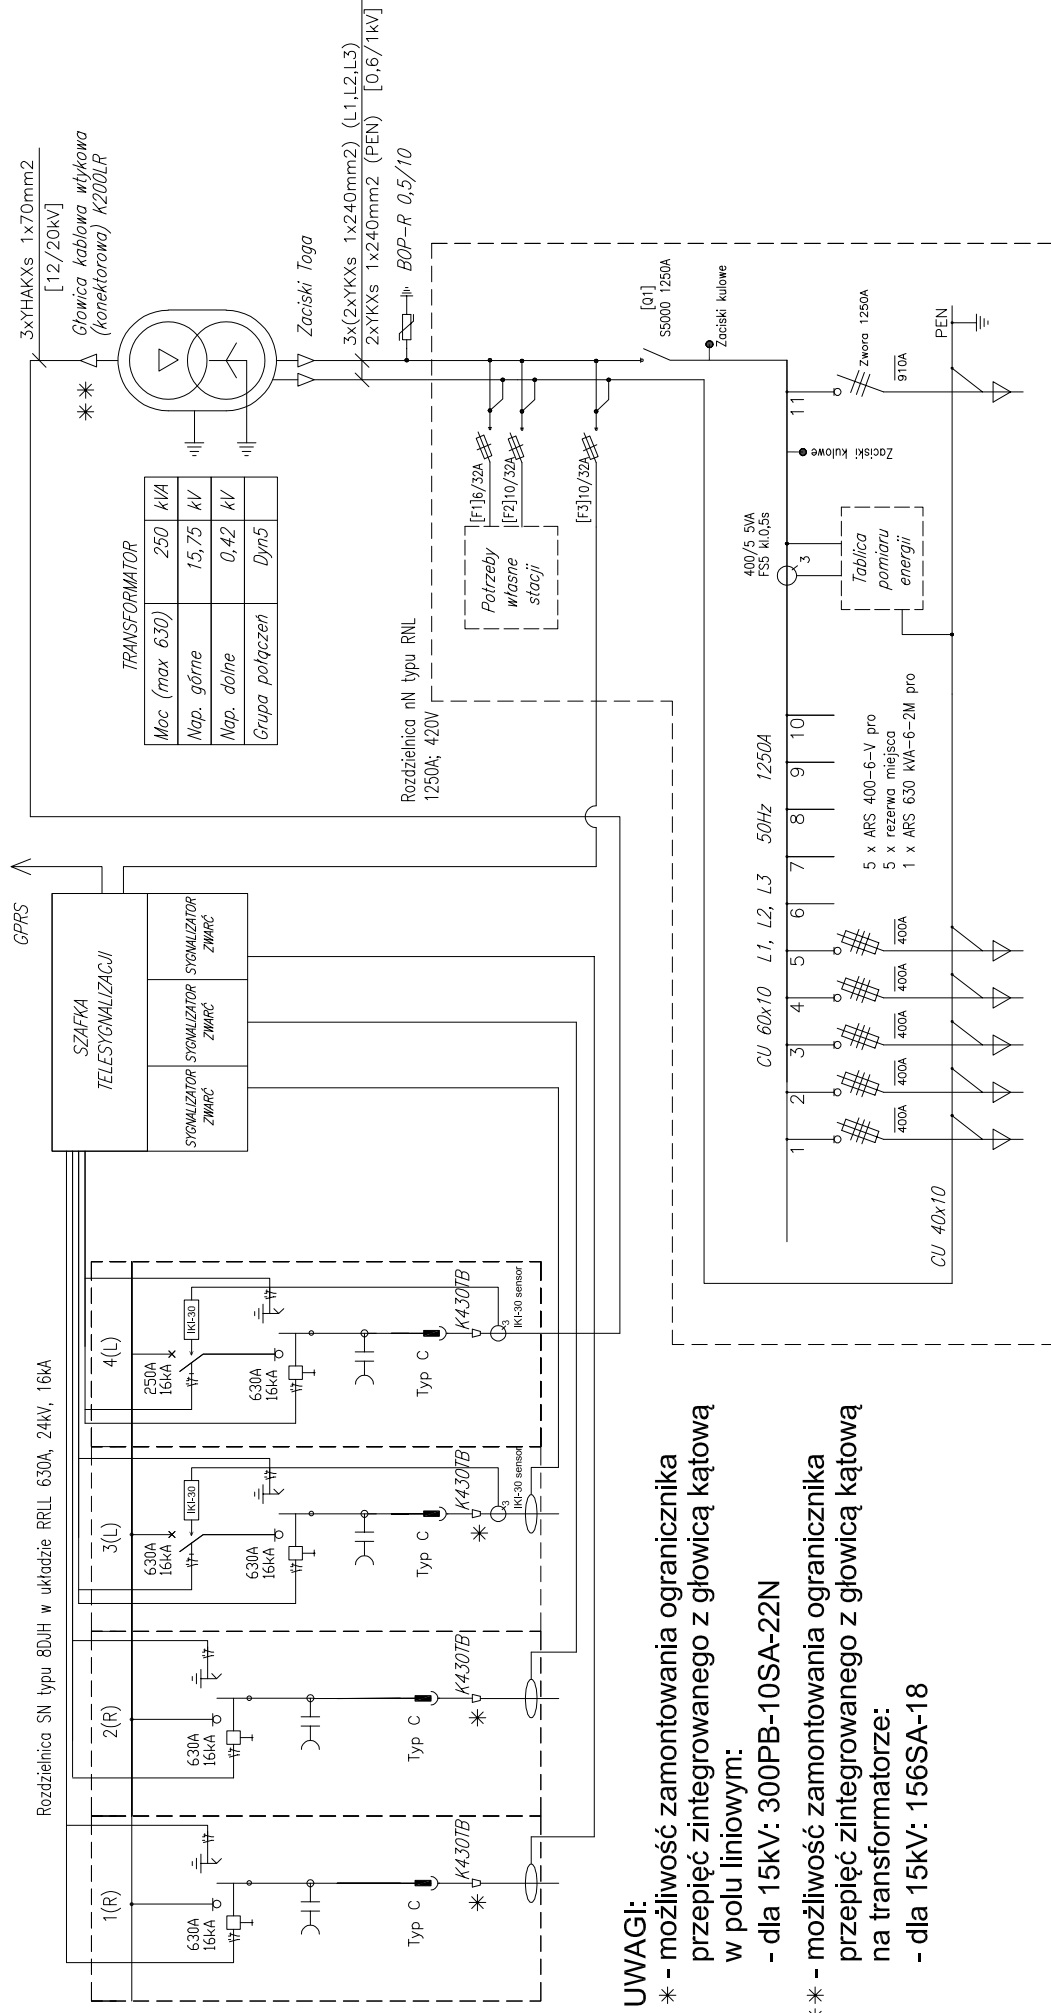 Rozdzielnica SN typu 8DJH w układzie RRLL 630A, 24kV, 16kA
1(R)
630A
16kA
Typ C
K430TB
*
2(R)
630A
16kA
Typ C
K430TB
*
3(L)
630A
16kA
IKI-30
630A
16kA
Typ C
K430TB
*
3
IKI-30 sensor
4(L)
250A
16kA
IKI-30
630A
16kA
Typ C
K430TB
3
IKI-30 sensor
GPRS
SZAFKA
TELESYGNALIZACJI
SYGNALIZATOR
ZWARĆ
SYGNALIZATOR
ZWARĆ
SYGNALIZATOR
ZWARĆ
TRANSFORMATOR
Moc (max 630) 250 kVA
Nap. górne 15,75 kV
Nap. dolne 0,42 kV
Grupa połączeń Dyn5
3xYHAKXs 1x70mm2
[12/20kV]
Głowica kablowa wtykowa
(konektorowa) K200LR
**
Zaciski Toga
3x(2xYKXs 1x240mm2) (L1,L2,L3)
2xYKXs 1x240mm2 (PEN) [0,6/1kV]
BOP-R 0,5/10
Rozdzielnica nN typu RNL
1250A; 420V
[F1]6/32A
[F2]10/32A
[F3]10/32A
Potrzeby
własne
stacji
[Q1]
S5000 1250A
Zaciski kulowe
CU 60x10 L1, L2, L3 50Hz 1250A
400/5 5VA
FS5 kl.0,5s
3
Zaciski kulowe
Tablica
pomiaru
energii
1
2
3
4
5
6
7
8
9
10
11
400A
400A
400A
400A
400A
Zwora 1250A
910A
5 x ARS 400-6-V pro
5 x rezerwa miejsca
1 x ARS 630 kVA-6-2M pro
CU 40x10
PEN
UWAGI:
* - możliwość zamontowania ogranicznika
przepięć zintegrowanego z głowicą kątową
w polu liniowym:
- dla 15kV: 300PB-10SA-22N
** - możliwość zamontowania ogranicznika
przepięć zintegrowanego z głowicą kątową
na transformatorze:
- dla 15kV: 156SA-18